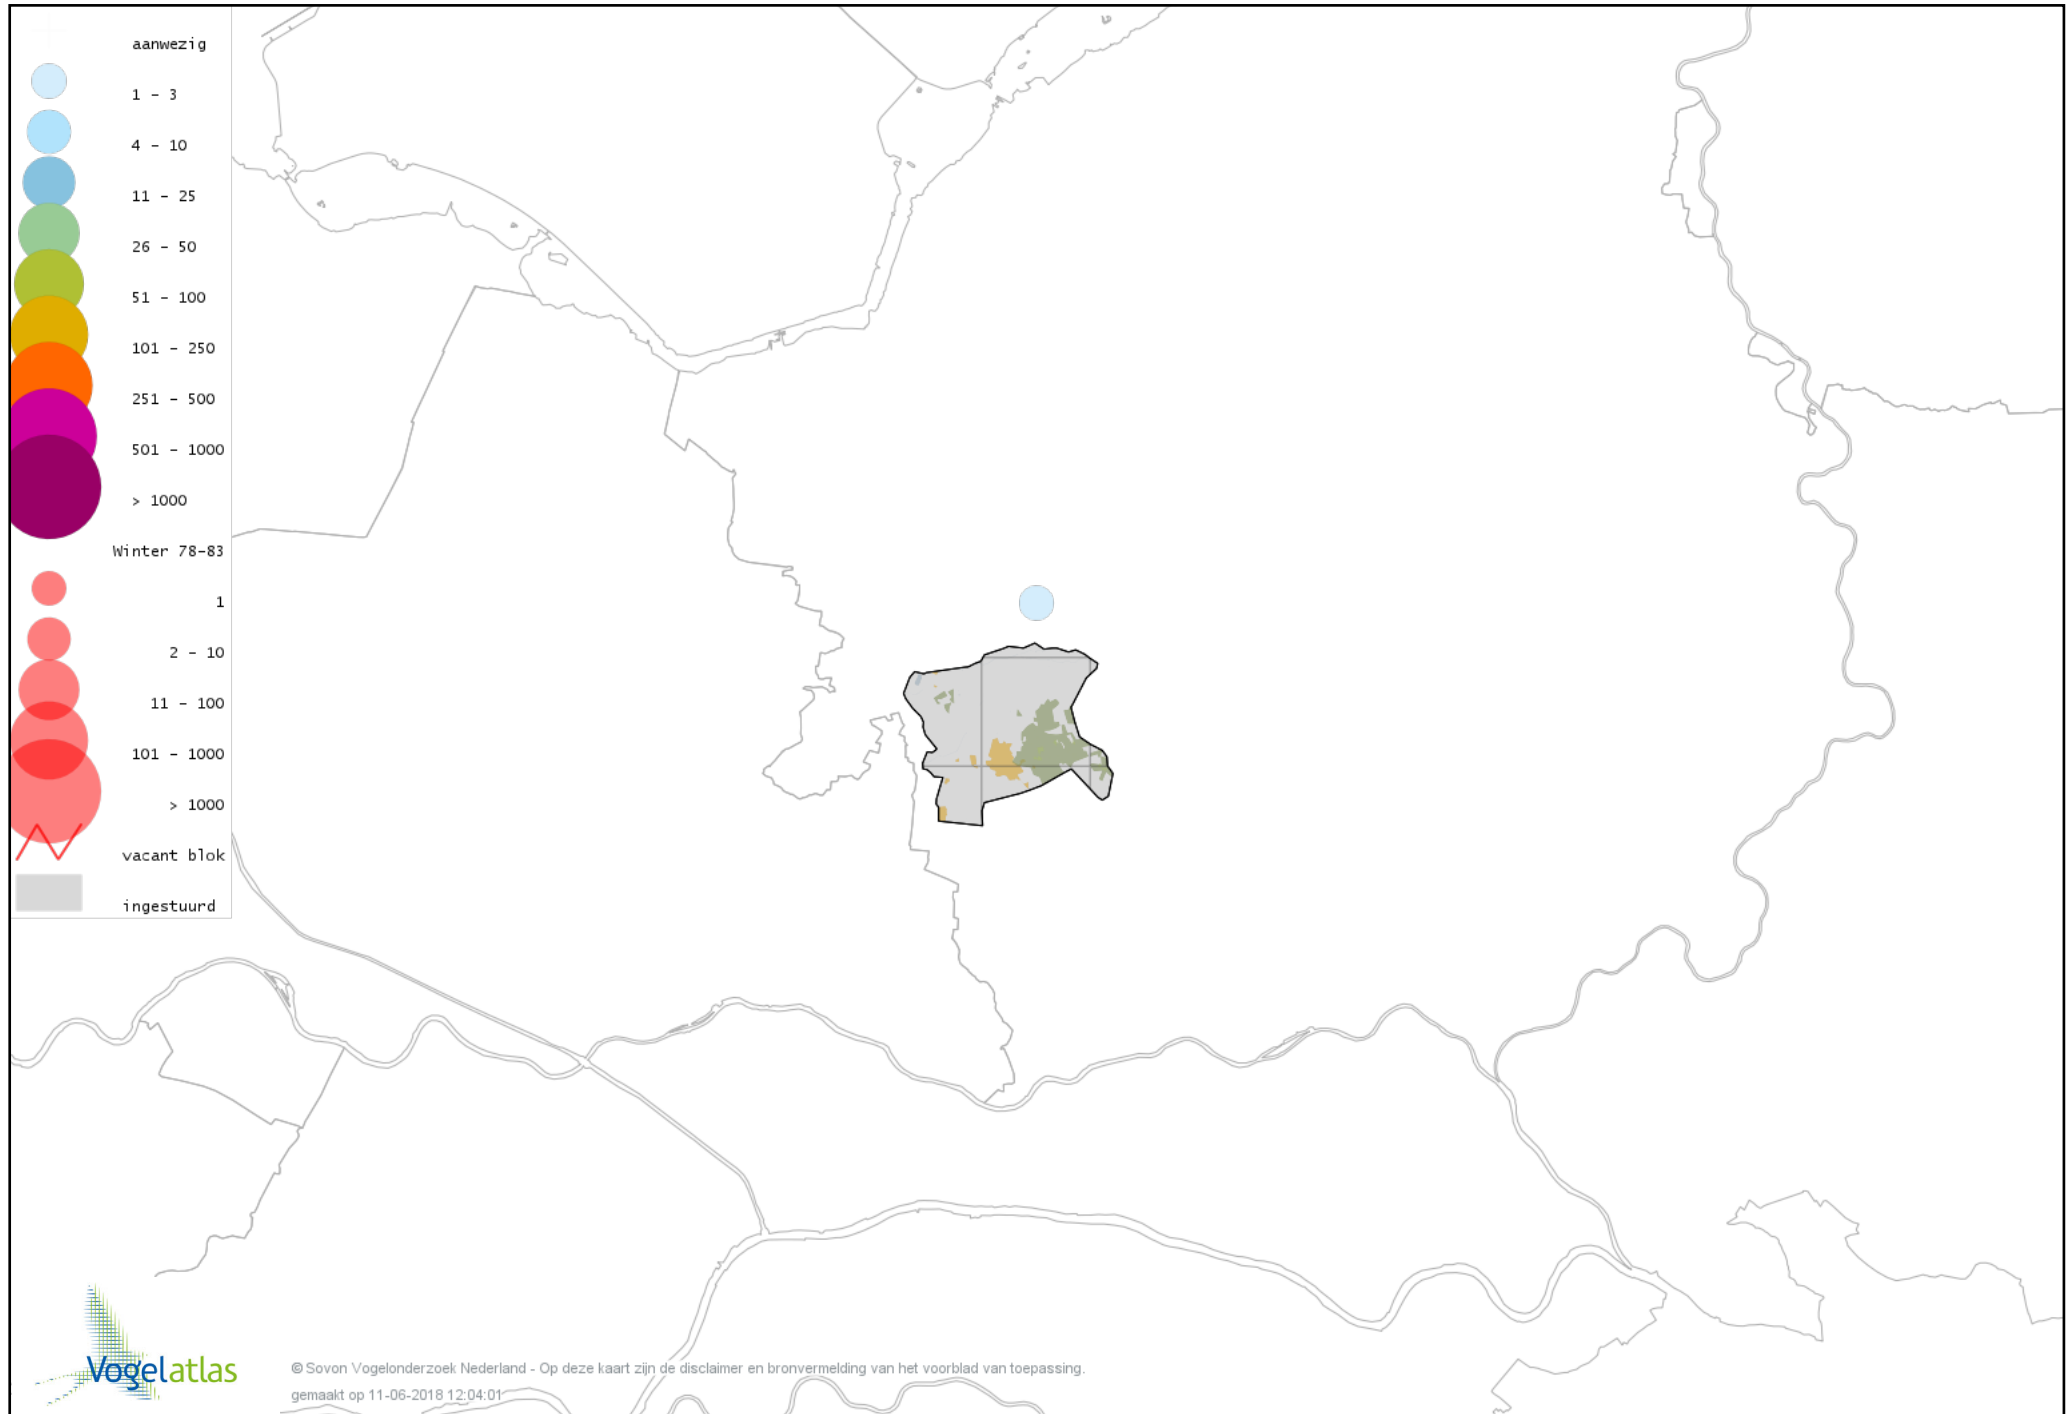 aanwezig
1 - 3
4 - 10
11 - 25
26 - 50
51 - 100
101 - 250
251 - 500
501 - 1000
> 1000
Winter 78-83
1
2 - 10
11 - 100
101 - 1000
> 1000
vacant blok
ingestuurd
Vogelatlas
© Sovon Vogelonderzoek Nederland - Op deze kaart zijn de disclaimer en bronvermelding van het voorblad van toepassing.
gemaakt op 11-06-2018 12:04:01